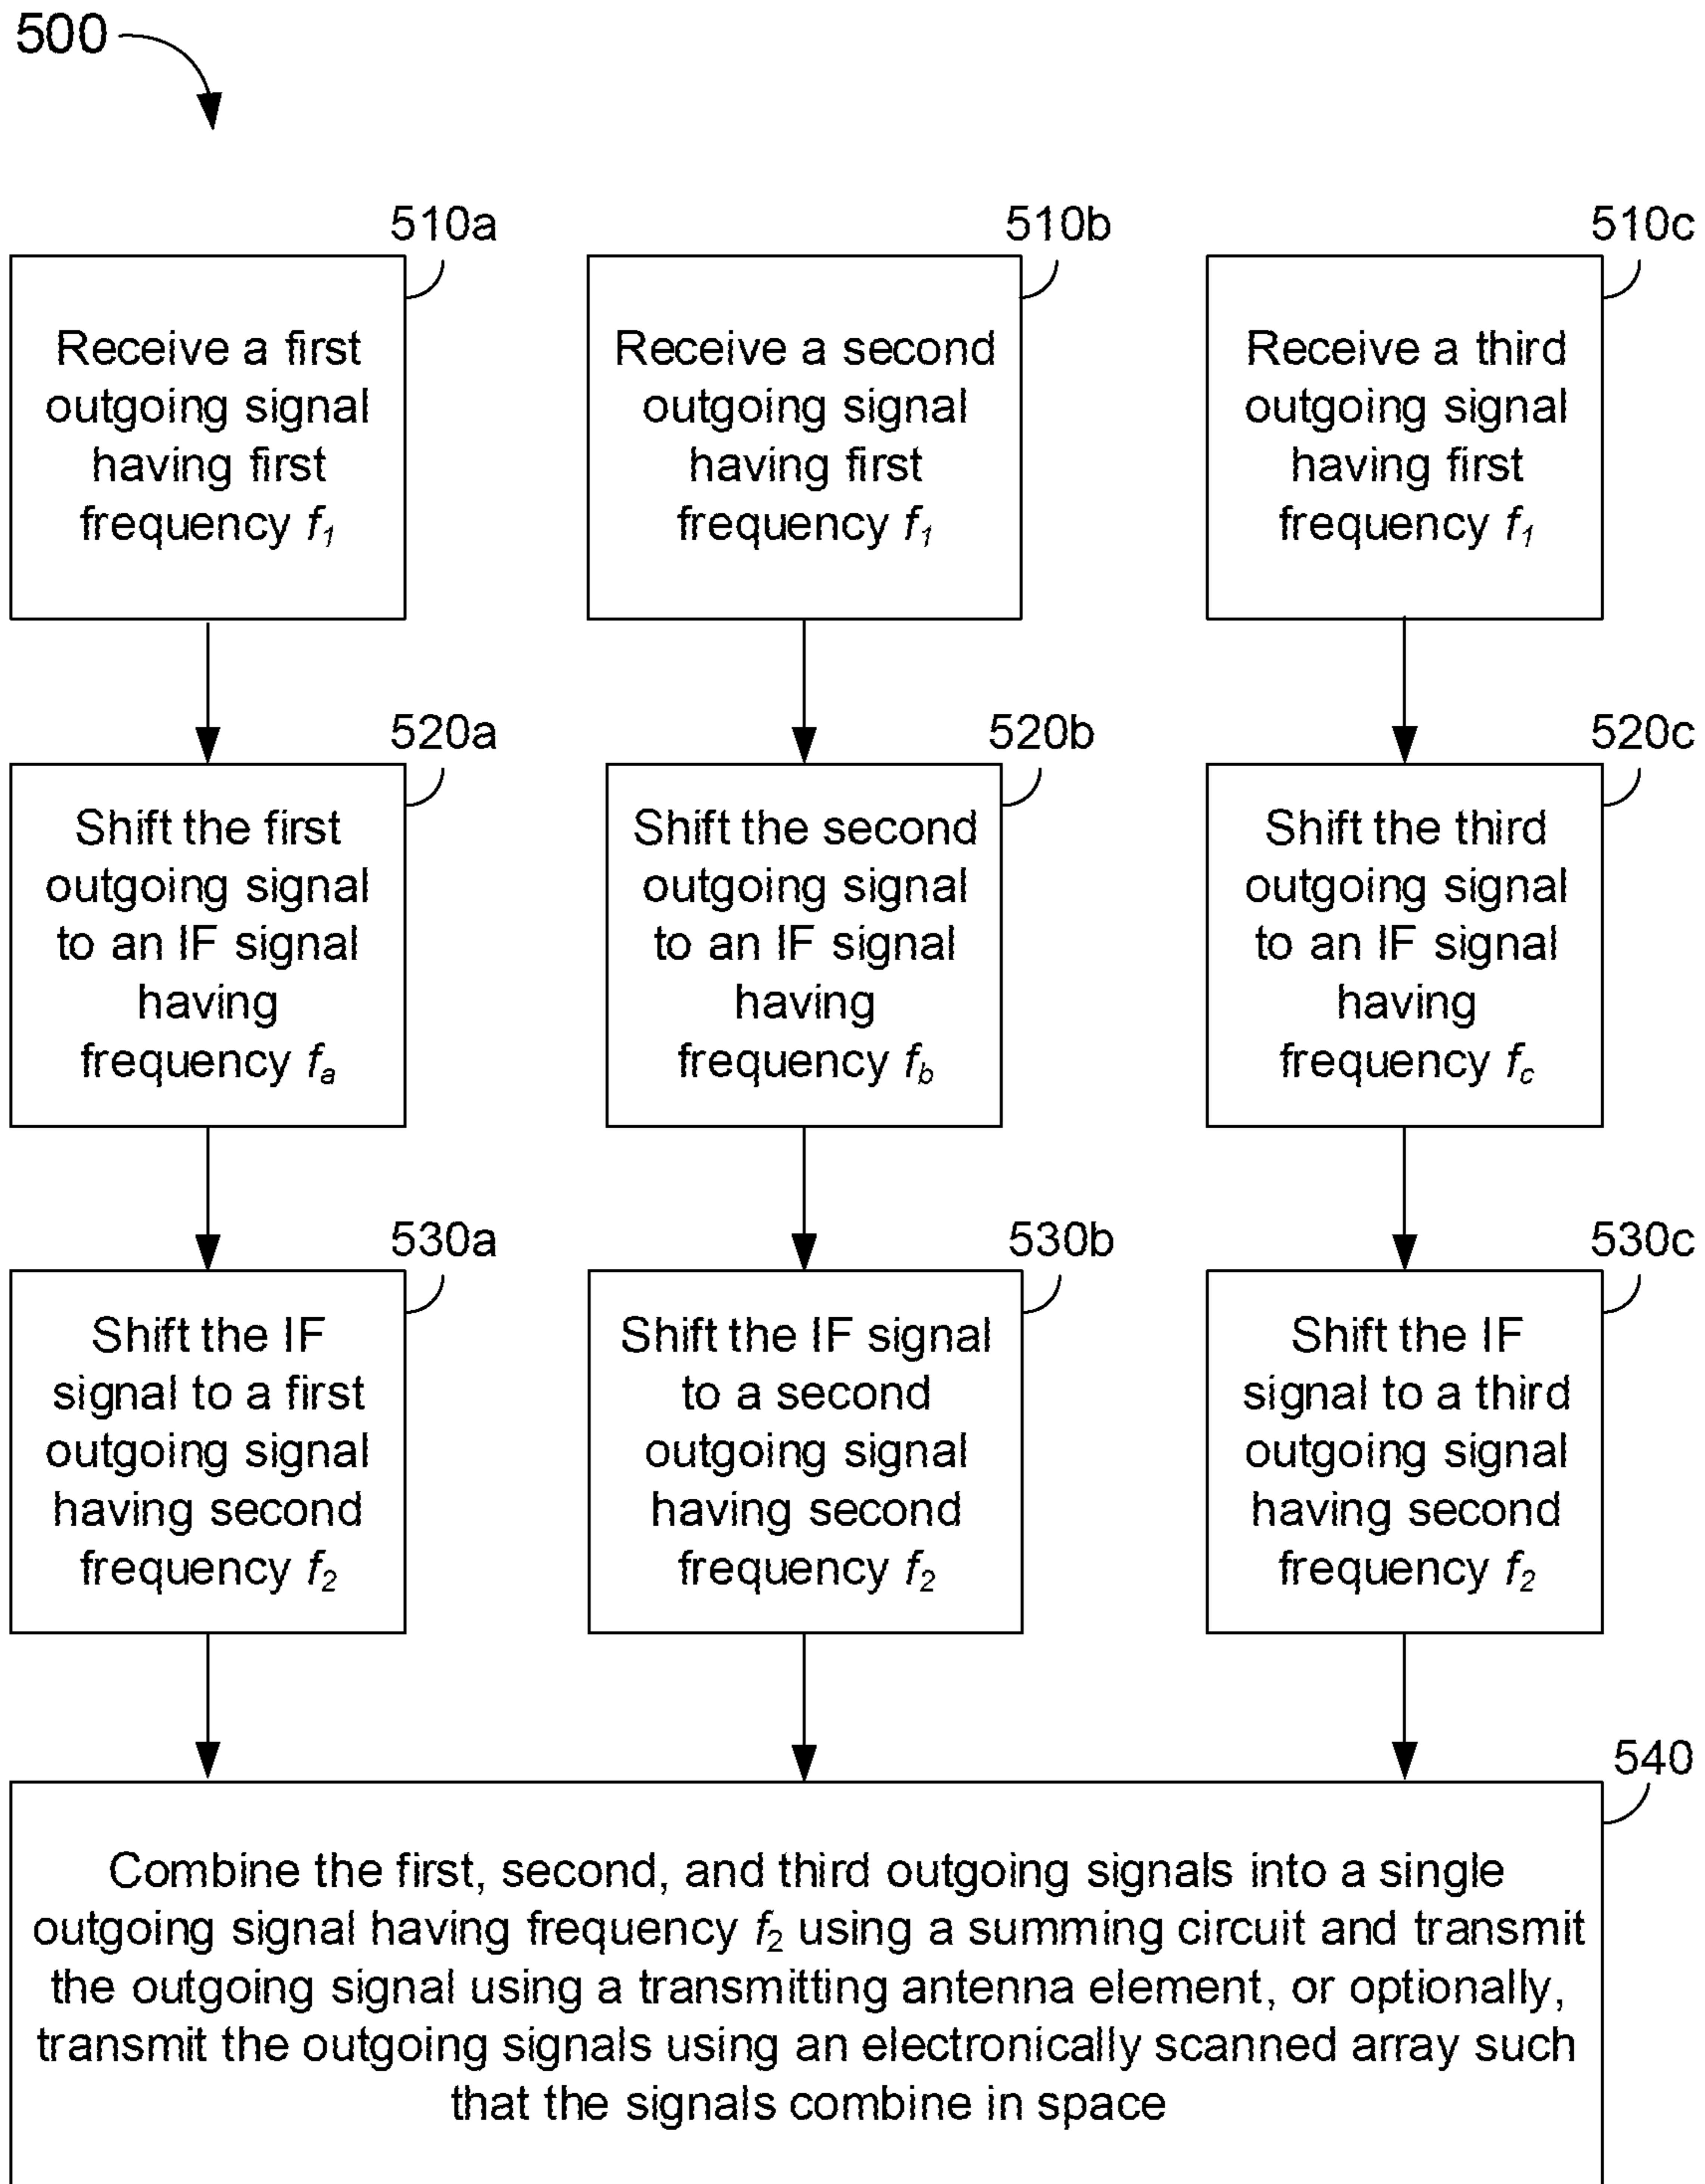 500
510a
Receive a first
outgoing signal
having first
frequency f₁
510b
Receive a second
outgoing signal
having first
frequency f₁
510c
Receive a third
outgoing signal
having first
frequency f₁
520a
Shift the first
outgoing signal
to an IF signal
having
frequency fₐ
520b
Shift the second
outgoing signal
to an IF signal
having
frequency f_b
520c
Shift the third
outgoing signal
to an IF signal
having
frequency f_c
530a
Shift the IF
signal to a first
outgoing signal
having second
frequency f₂
530b
Shift the IF signal
to a second
outgoing signal
having second
frequency f₂
530c
Shift the IF
signal to a third
outgoing signal
having second
frequency f₂
540
Combine the first, second, and third outgoing signals into a single
outgoing signal having frequency f₂ using a summing circuit and transmit
the outgoing signal using a transmitting antenna element, or optionally,
transmit the outgoing signals using an electronically scanned array such
that the signals combine in space